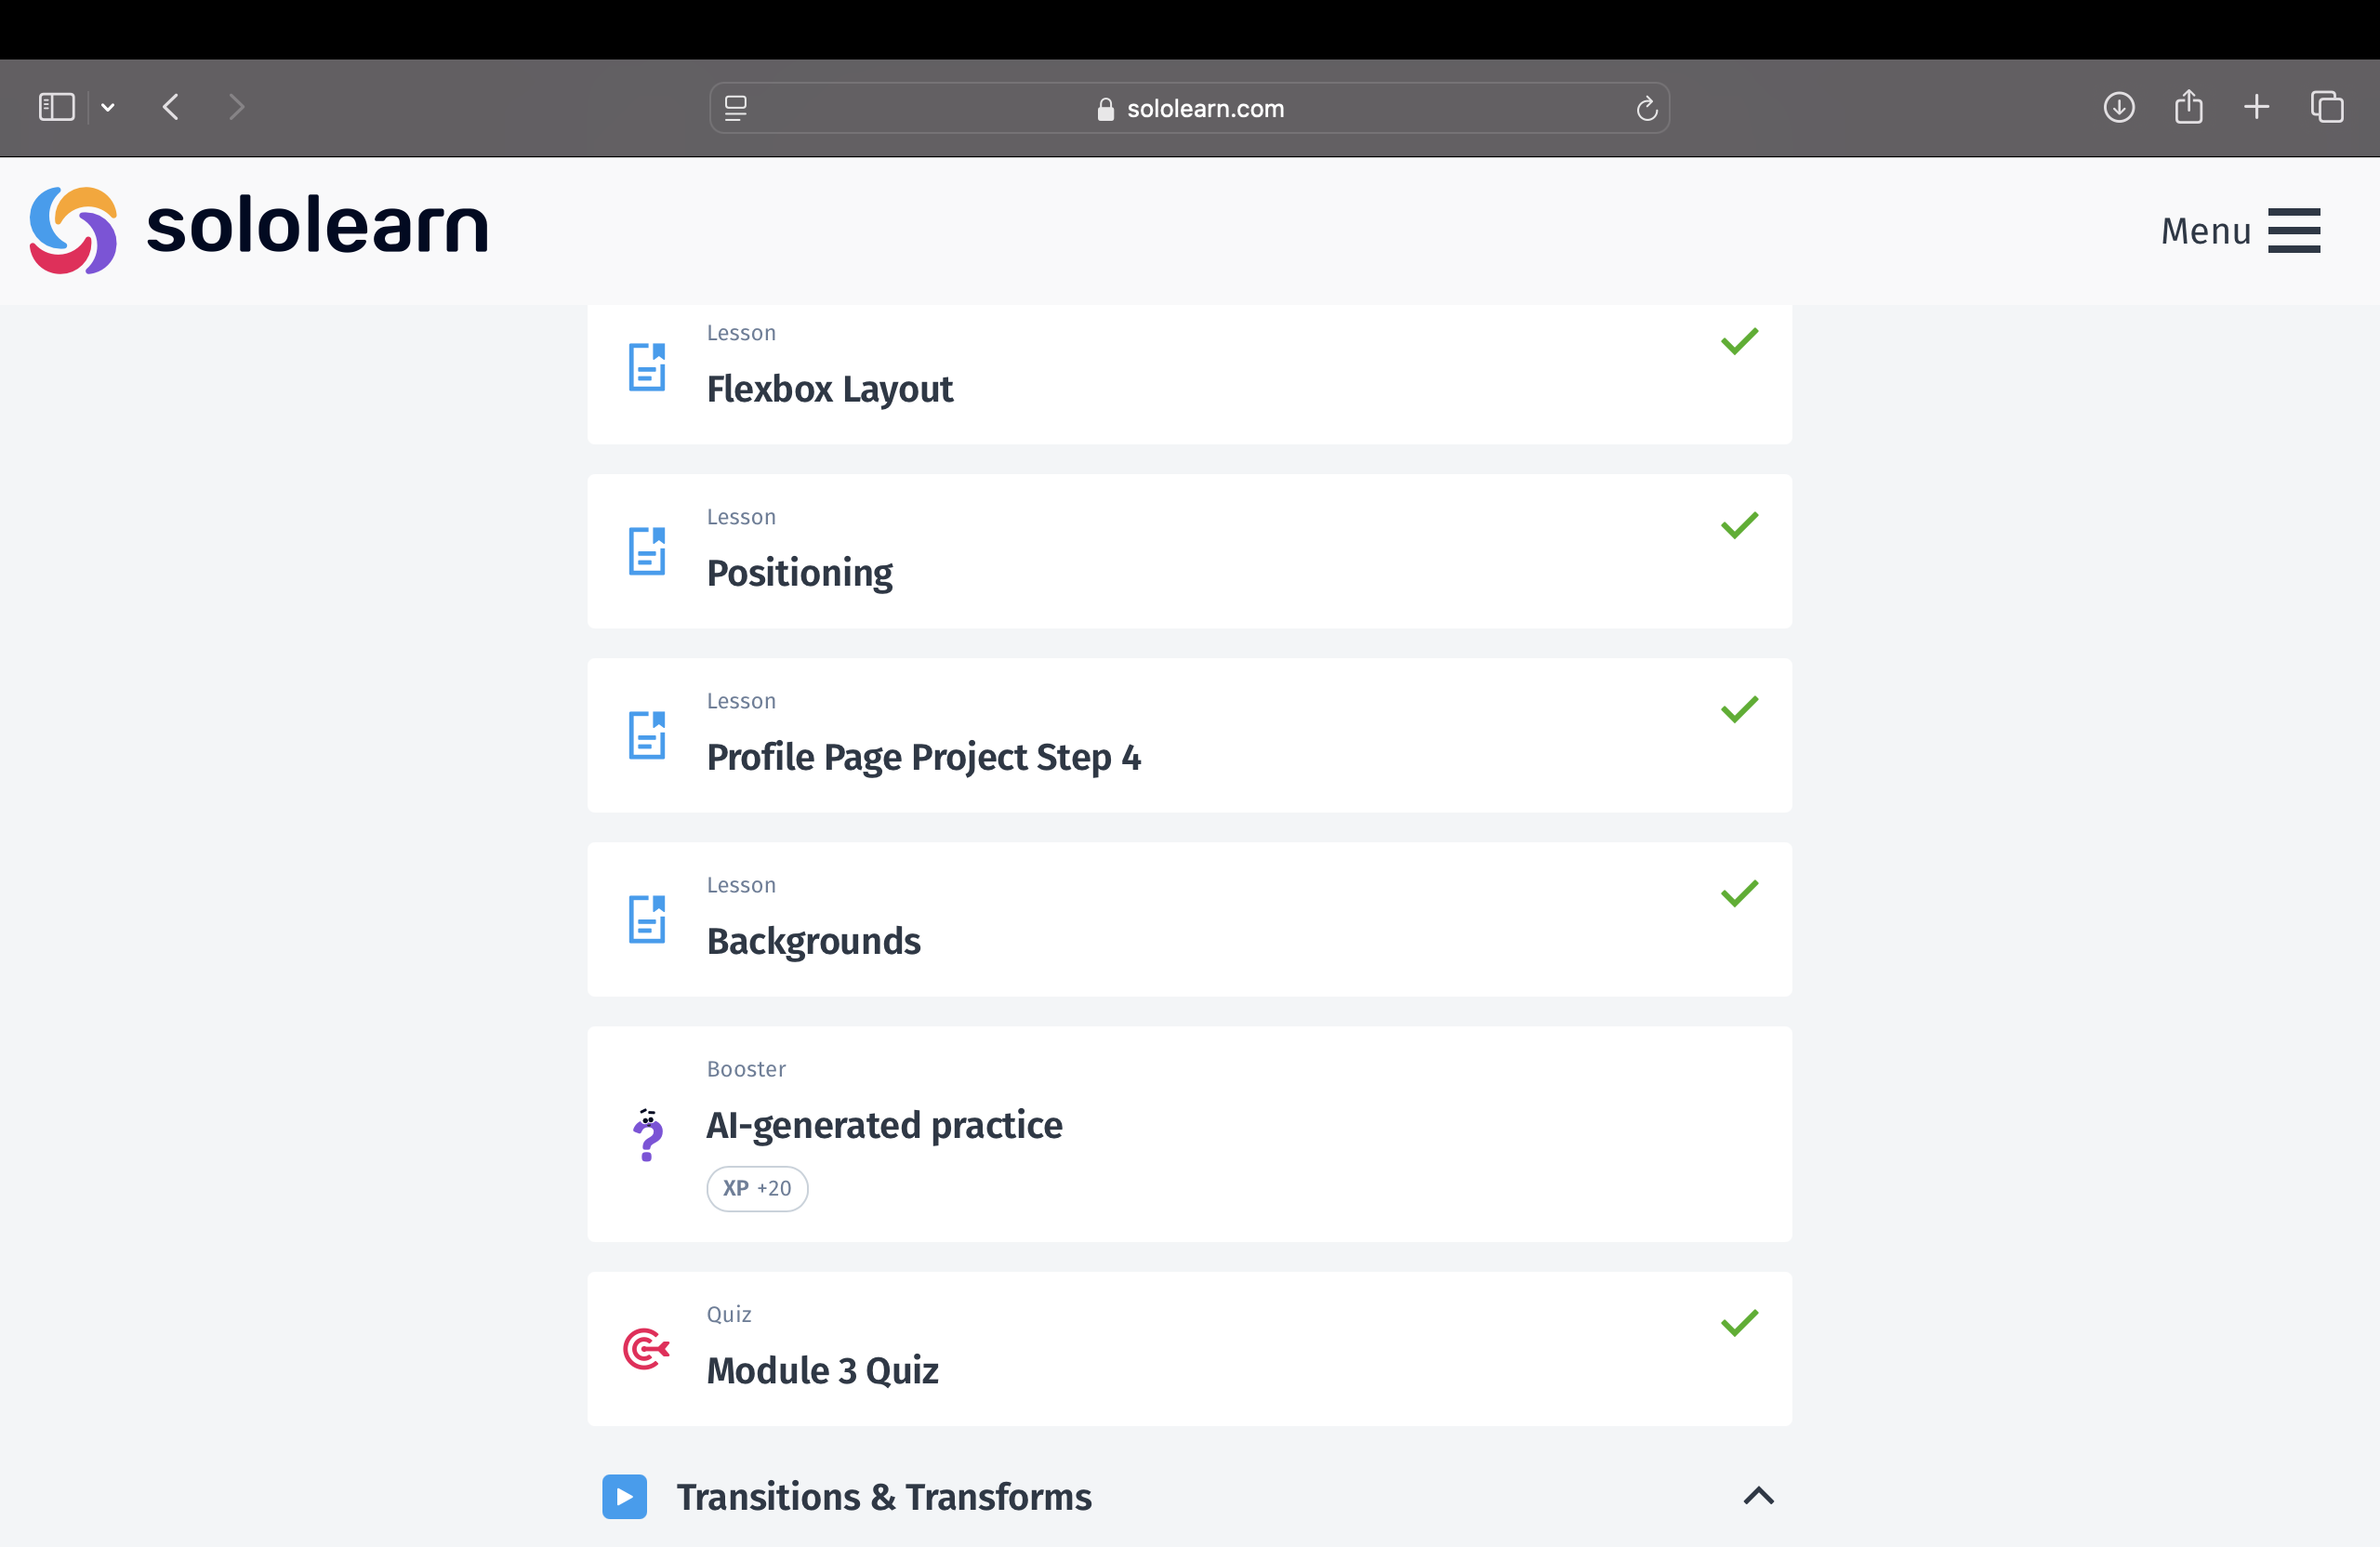 sololearn.com
sololearn
Menu
Lesson
Flexbox Layout
Lesson
Positioning
Lesson
Profile Page Project Step 4
Lesson
Backgrounds
Booster
AI-generated practice
XP +20
Quiz
Module 3 Quiz
Transitions & Transforms